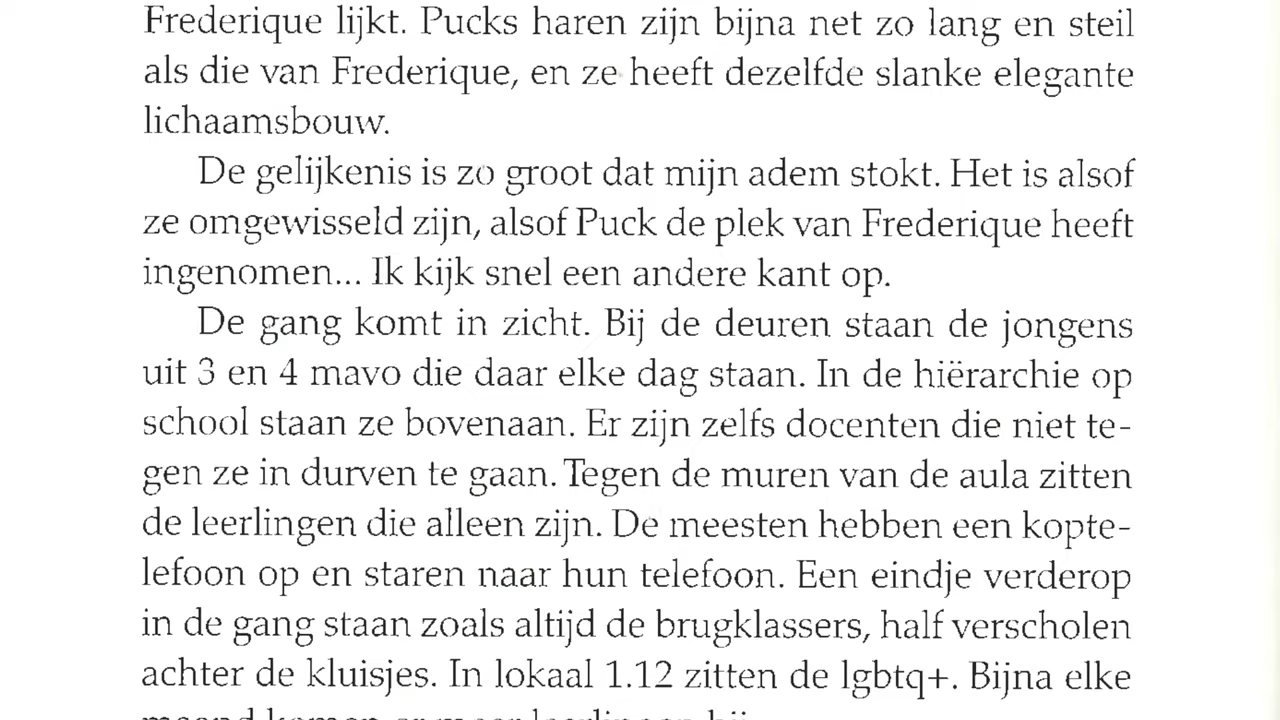 Frederique lijkt. Pucks haren zijn bijna net zo lang en steil
als die van Frederique, en ze heeft dezelfde slanke elegante
lichaamsbouw.
De gelijkenis is zo groot dat mijn adem stokt. Het is alsof
ze omgewisseld zijn, alsof Puck de plek van Frederique heeft
ingenomen... Ik kijk snel een andere kant op.
De gang komt in zicht. Bij de deuren staan de jongens
uit 3 en 4 mavo die daar elke dag staan. In de hiërarchie op
school staan ze bovenaan. Er zijn zelfs docenten die niet te-
gen ze in durven te gaan. Tegen de muren van de aula zitten
de leerlingen die alleen zijn. De meesten hebben een kopte-
lefoon op en staren naar hun telefoon. Een eindje verderop
in de gang staan zoals altijd de brugklassers, half verscholen
achter de kluisjes. In lokaal 1.12 zitten de lgbtq+. Bijna elke